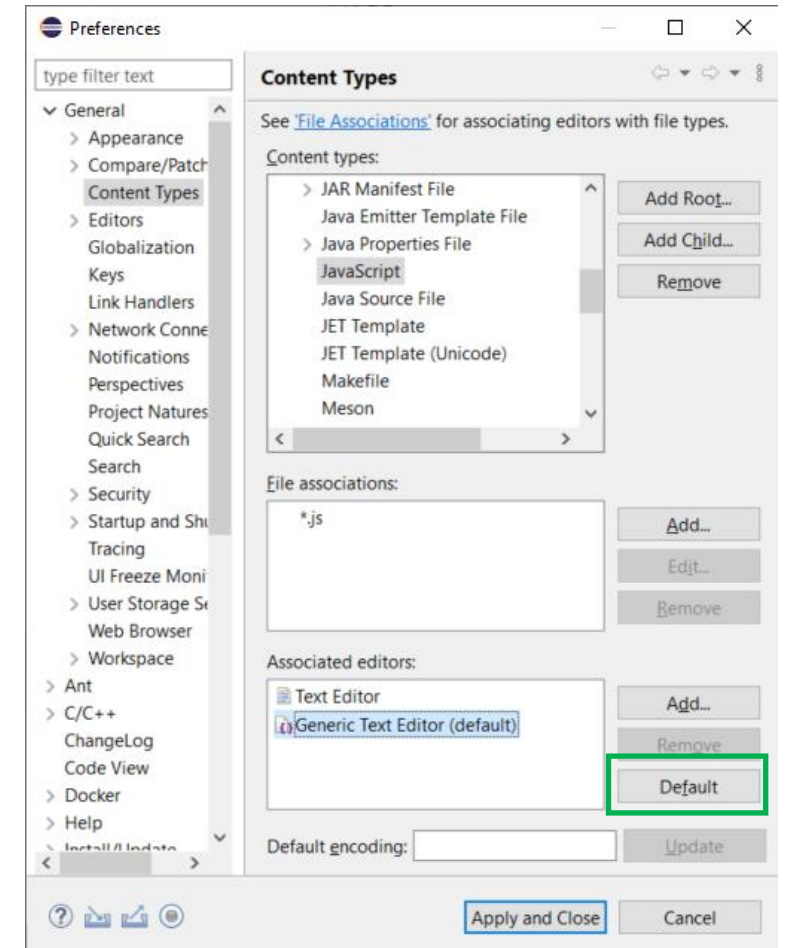 Preferences
type filter text
General
Appearance
Compare/Patch
Content Types
Editors
Globalization
Keys
Link Handlers
Network Conne
Notifications
Perspectives
Project Natures
Quick Search
Search
Security
Startup and Shu
Tracing
UI Freeze Moni
User Storage Se
Web Browser
Workspace
Ant
C/C++
ChangeLog
Code View
Docker
Help
Install/Update
Content Types
See 'File Associations' for associating editors with file types.
Content types:
JAR Manifest File
Java Emitter Template File
Java Properties File
JavaScript
Java Source File
JET Template
JET Template (Unicode)
Makefile
Meson
Add Root...
Add Child...
Remove
File associations:
*.js
Add...
Edit...
Remove
Associated editors:
Text Editor
Generic Text Editor (default)
Add...
Remove
Default
Default encoding:
Update
Apply and Close
Cancel